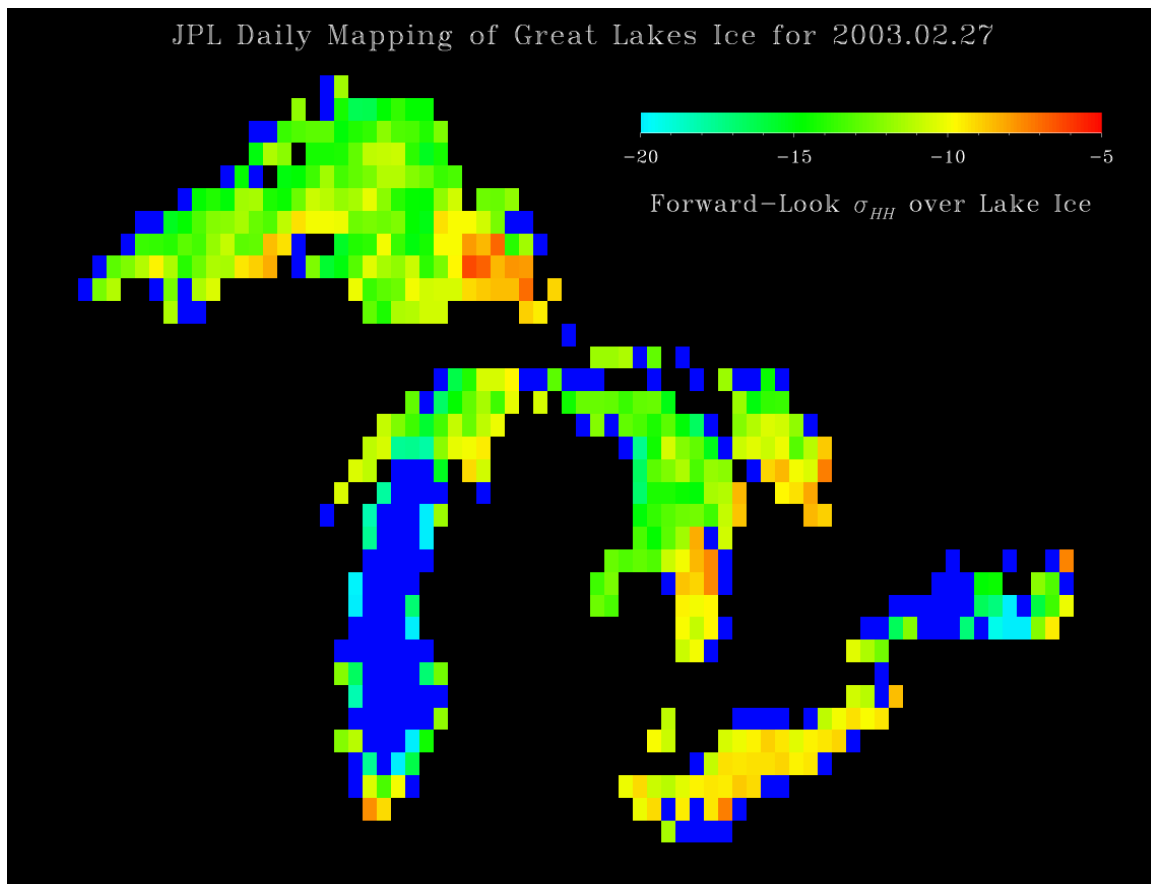 JPL Daily Mapping of Great Lakes Ice for 2003.02.27
-20 -15 -10 -5
Forward-Look σHH over Lake Ice